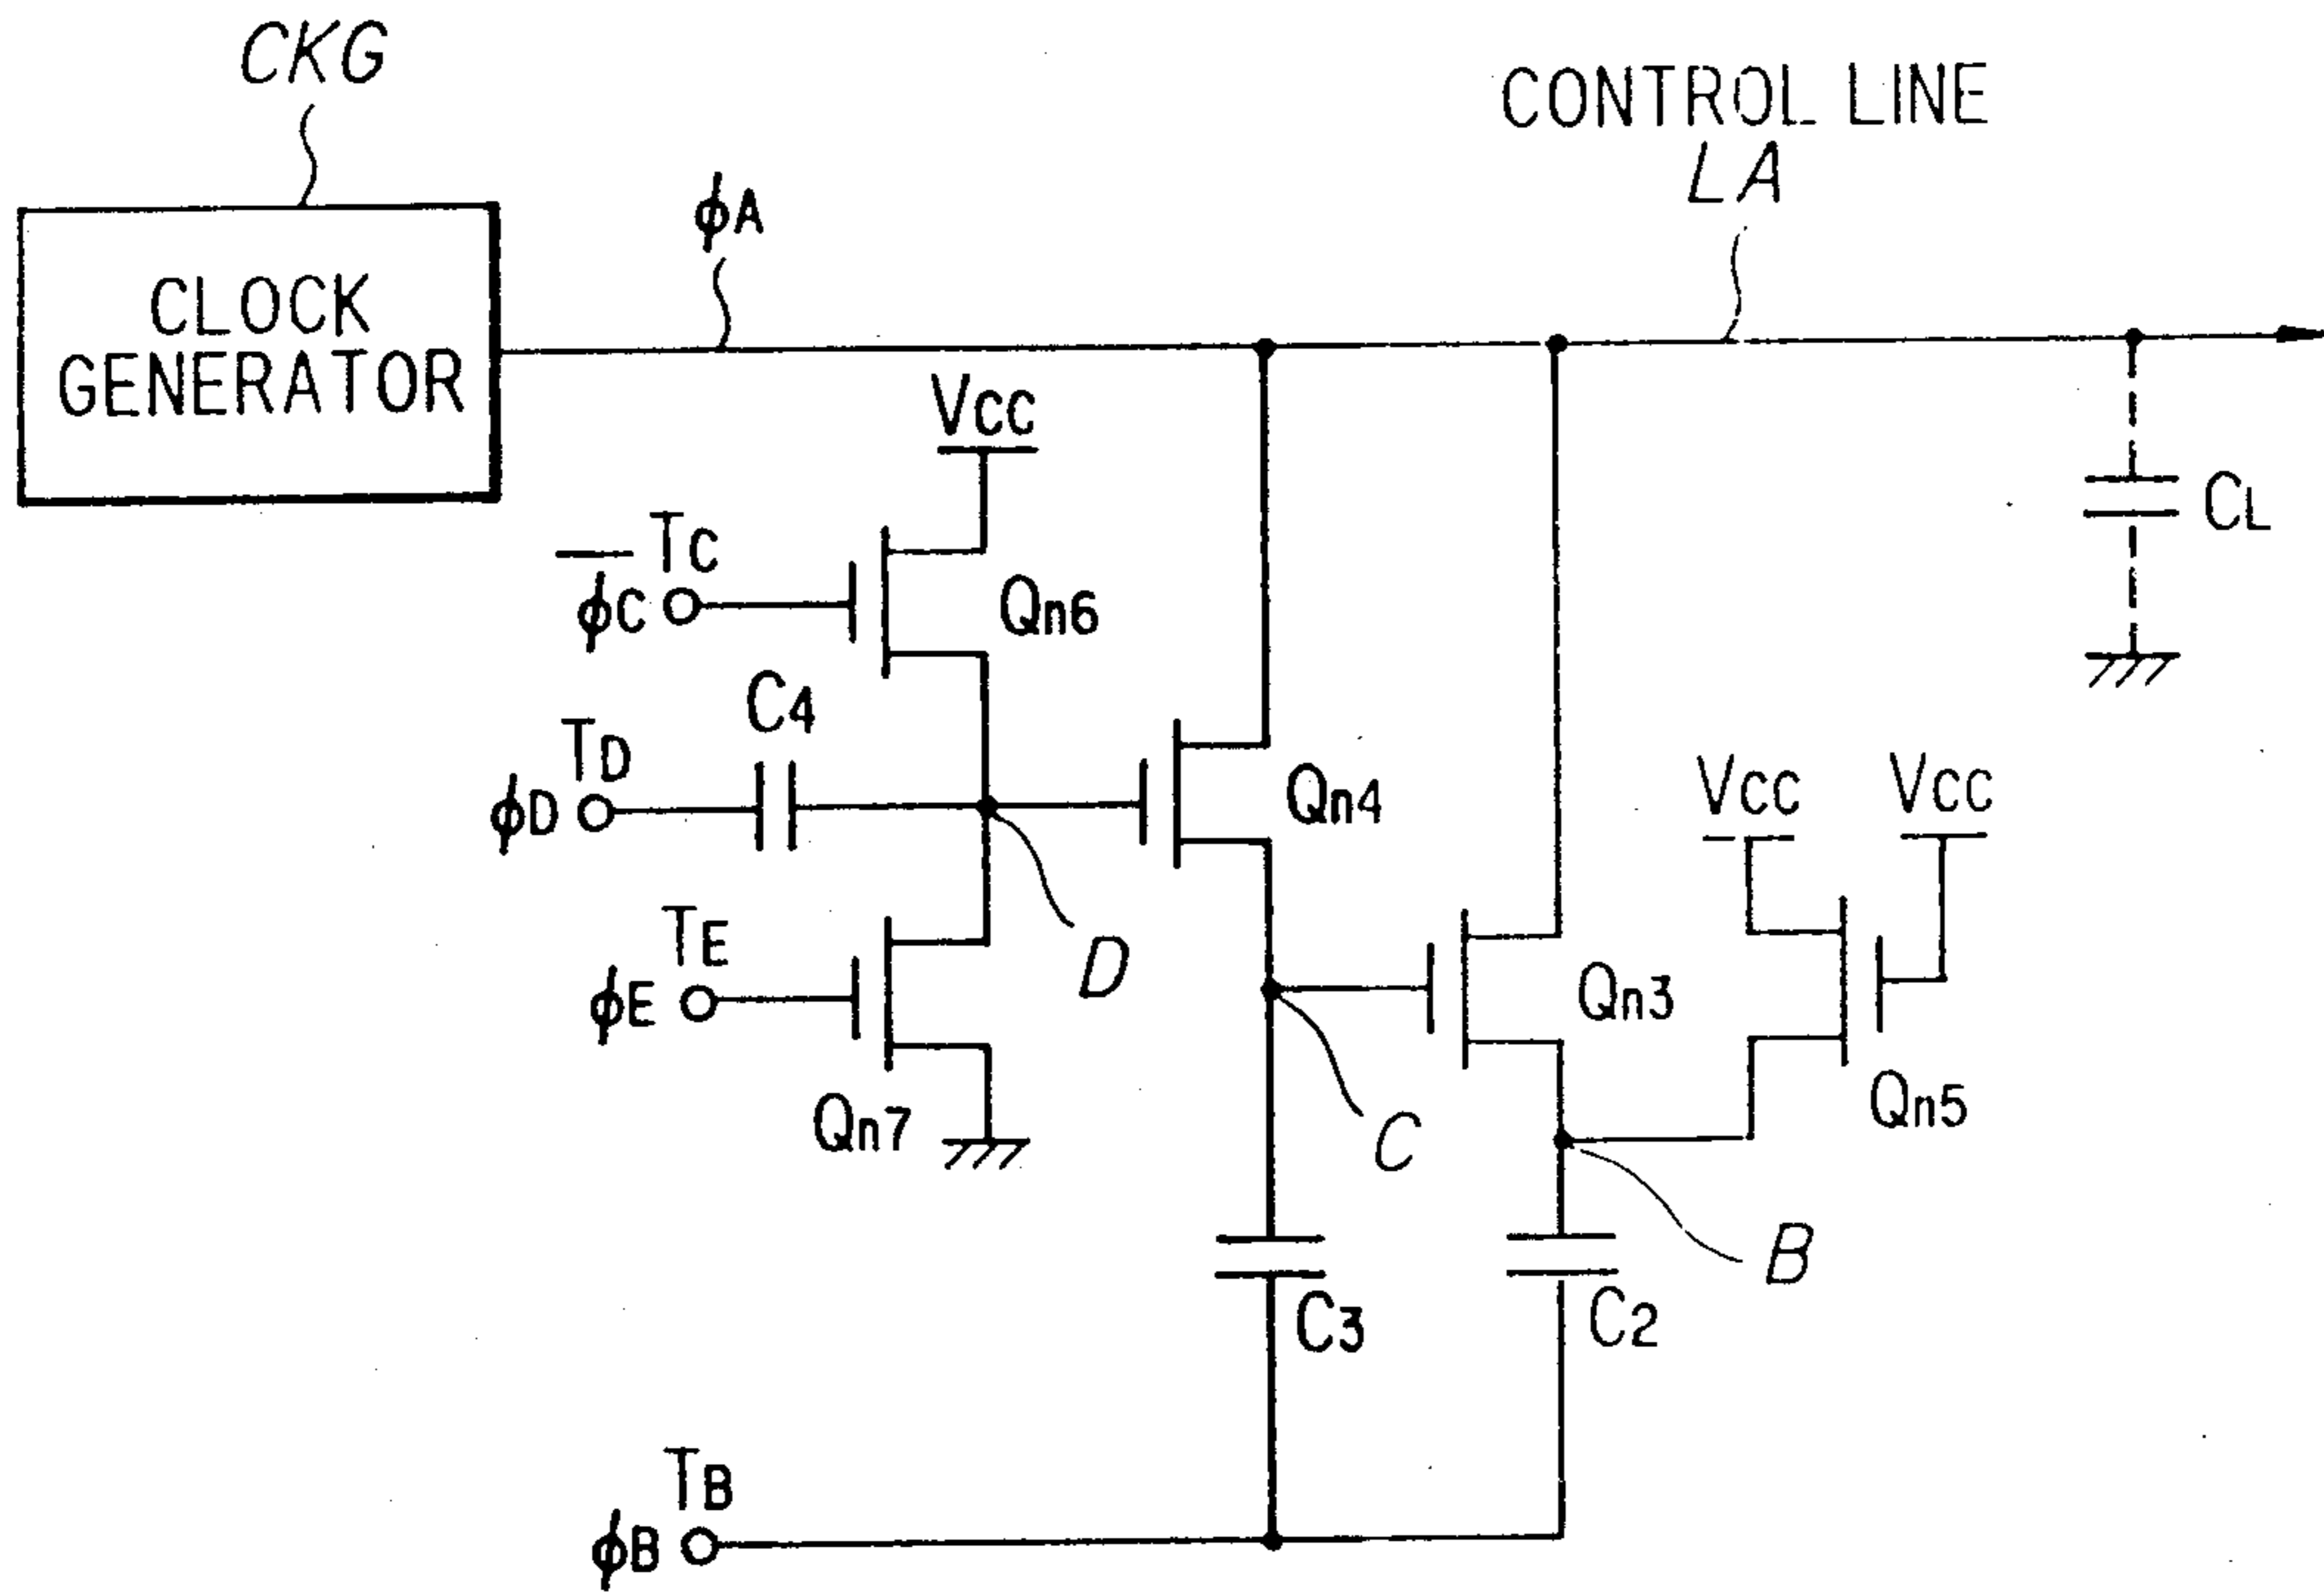 CKG
CONTROL LINE
LA
ϕA
CLOCK
GENERATOR
Vcc
TC
ϕ̅C
Qn6
CL
C4
TD
ϕD
Qn4
Vcc
Vcc
TE
ϕE
D
Qn3
Qn7
C
Qn5
B
C3
C2
TB
ϕB